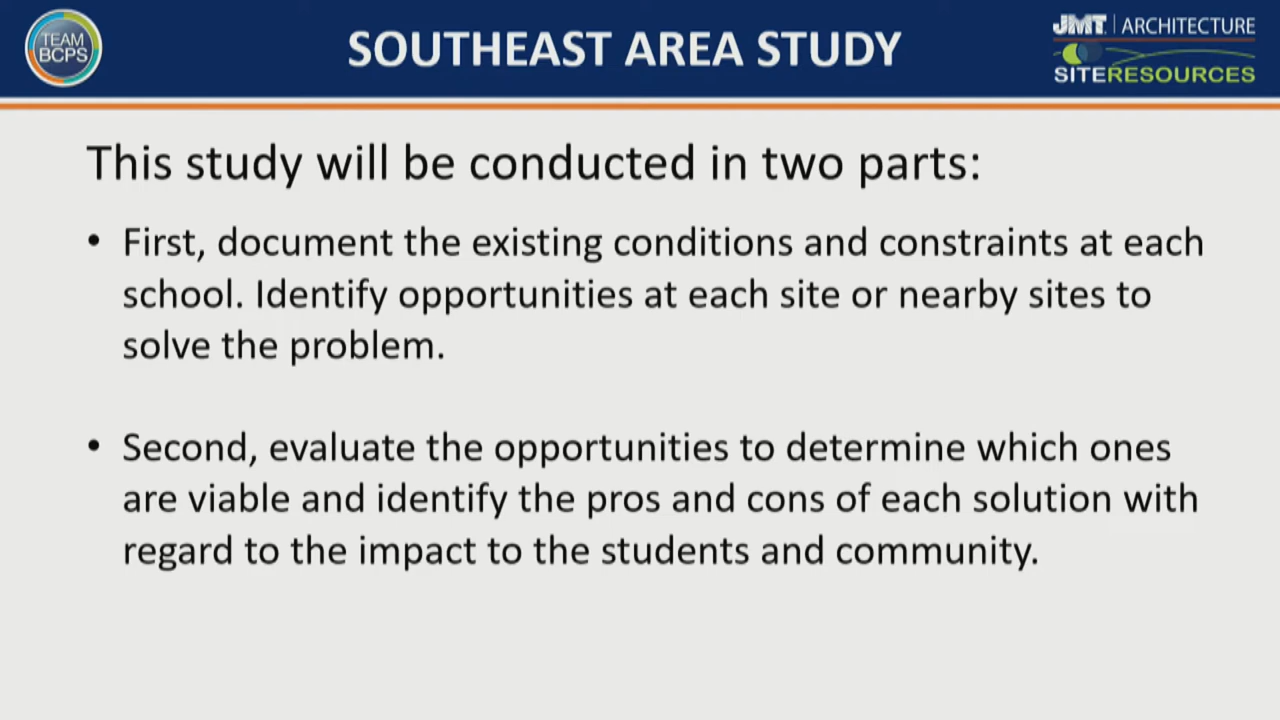 TEAM
BCPS
SOUTHEAST AREA STUDY
JMT. | ARCHITECTURE
SITERESOURCES
This study will be conducted in two parts:
• First, document the existing conditions and constraints at each
school. Identify opportunities at each site or nearby sites to
solve the problem.
• Second, evaluate the opportunities to determine which ones
are viable and identify the pros and cons of each solution with
regard to the impact to the students and community.